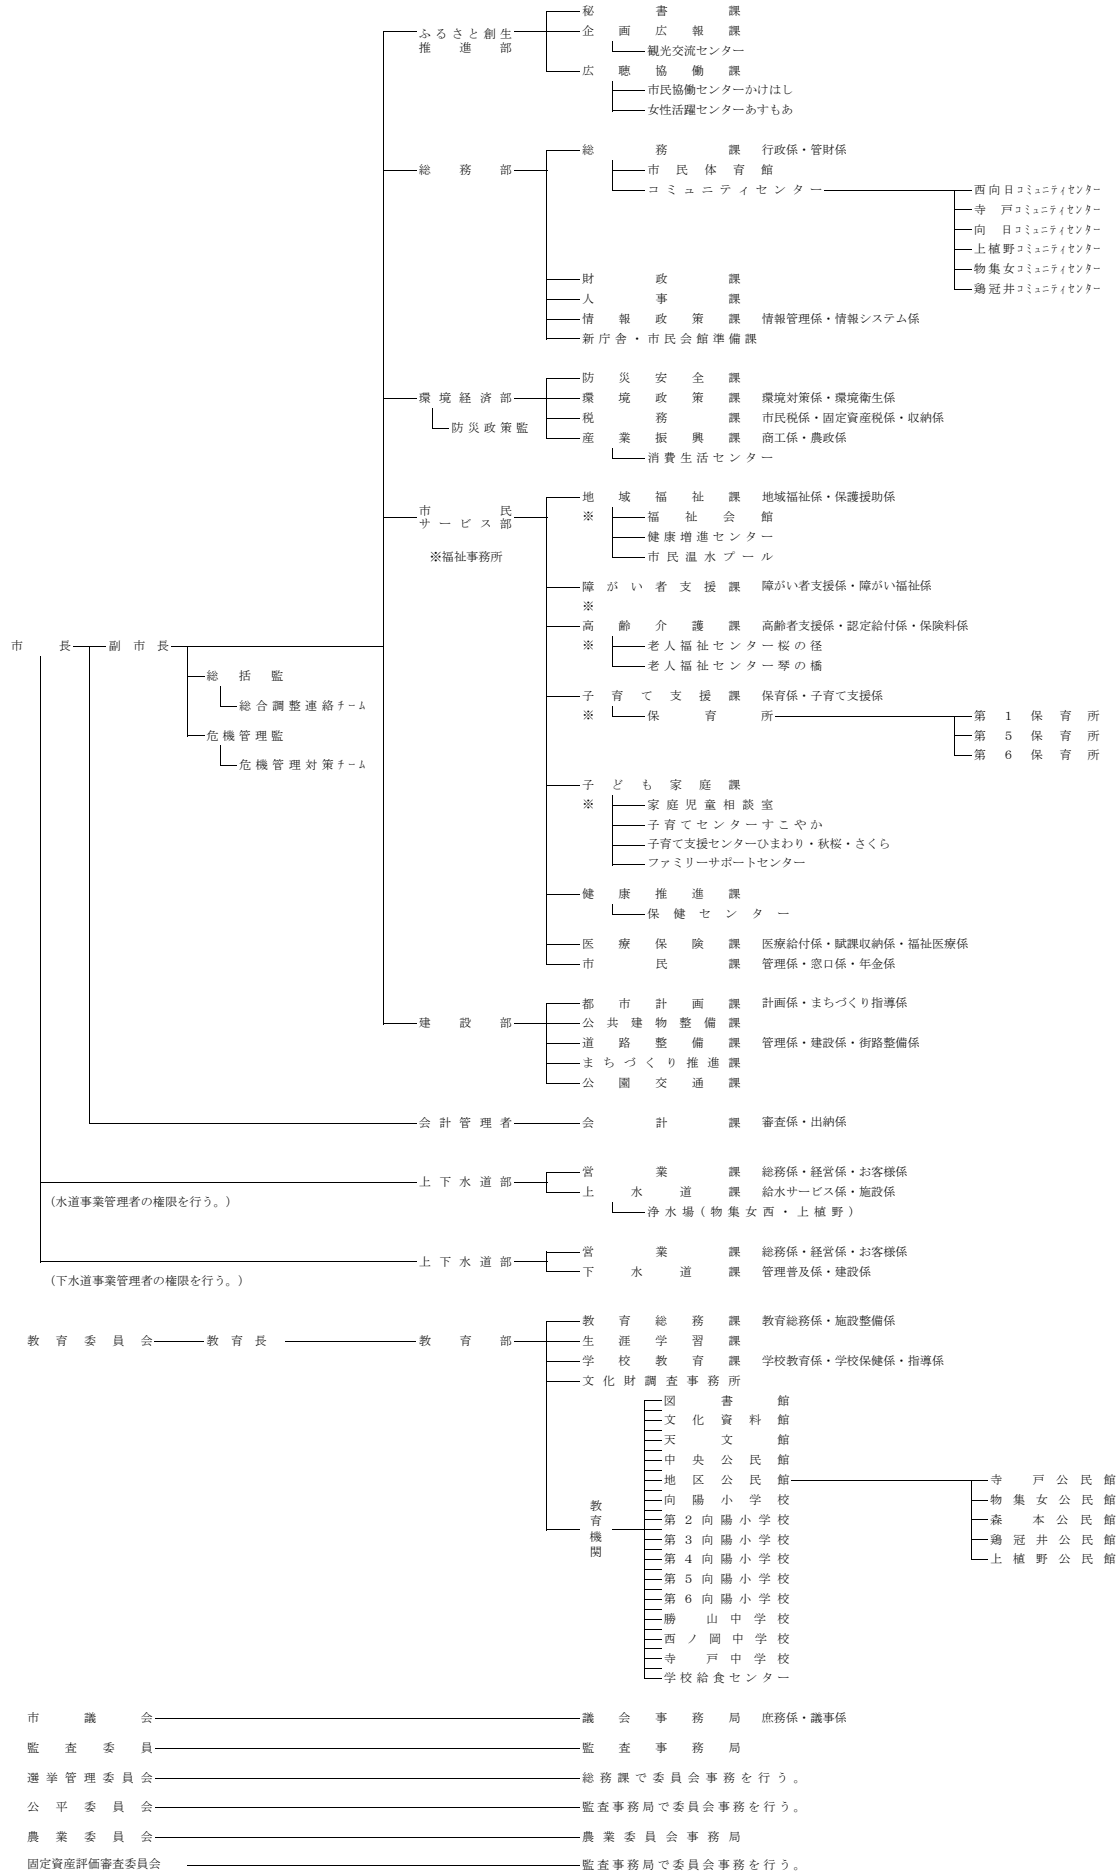 秘書課
ふるさと創生
推進部
企画広報課
観光交流センター
広聴協働課
市民協働センターかけはし
女性活躍センターあすもあ
総務部
総務課 行政係・管財係
市民体育館
コミュニティセンター
西向日コミュニティセンター
寺戸コミュニティセンター
向日コミュニティセンター
上植野コミュニティセンター
物集女コミュニティセンター
鶏冠井コミュニティセンター
財政課
人事課
情報政策課 情報管理係・情報システム係
新庁舎・市民会館準備課
環境経済部
防災政策監
防災安全課
環境政策課 環境対策係・環境衛生係
税務課 市民税係・固定資産税係・収納係
産業振興課 商工係・農政係
消費生活センター
市民
サービス部
※福祉事務所
地域福祉課 地域福祉係・保護援助係
※ 福祉会館
健康増進センター
市民温水プール
障がい者支援課 障がい者支援係・障がい福祉係
※
高齢介護課 高齢者支援係・認定給付係・保険料係
※ 老人福祉センター桜の径
老人福祉センター琴の橋
市長 副市長
総括監
総合調整連絡チーム
危機管理監
危機管理対策チーム
子育て支援課 保育係・子育て支援係
※ 保育所
第1保育所
第5保育所
第6保育所
子ども家庭課
※ 家庭児童相談室
子育てセンターすこやか
子育て支援センターひまわり・秋桜・さくら
ファミリーサポートセンター
健康推進課
保健センター
医療保険課 医療給付係・賦課収納係・福祉医療係
市民課 管理係・窓口係・年金係
建設部
都市計画課 計画係・まちづくり指導係
公共建物整備課
道路整備課 管理係・建設係・街路整備係
まちづくり推進課
公園交通課
会計管理者 会計課 審査係・出納係
上下水道部
営業課 総務係・経営係・お客様係
上水道課 給水サービス係・施設係
(水道事業管理者の権限を行う。)
浄水場(物集女西・上植野)
上下水道部
営業課 総務係・経営係・お客様係
下水道課 管理普及係・建設係
(下水道事業管理者の権限を行う。)
教育委員会 教育長 教育部
教育総務課 教育総務係・施設整備係
生涯学習課
学校教育課 学校教育係・学校保健係・指導係
文化財調査事務所
教育機関
図書館
文化資料館
天文館
中央公民館
地区公民館
寺戸公民館
物集女公民館
森本公民館
鶏冠井公民館
上植野公民館
向陽小学校
第2向陽小学校
第3向陽小学校
第4向陽小学校
第5向陽小学校
第6向陽小学校
勝山中学校
西ノ岡中学校
寺戸中学校
学校給食センター
市議会 議会事務局 庶務係・議事係
監査委員 監査事務局
選挙管理委員会 総務課で委員会事務を行う。
公平委員会 監査事務局で委員会事務を行う。
農業委員会 農業委員会事務局
固定資産評価審査委員会 監査事務局で委員会事務を行う。